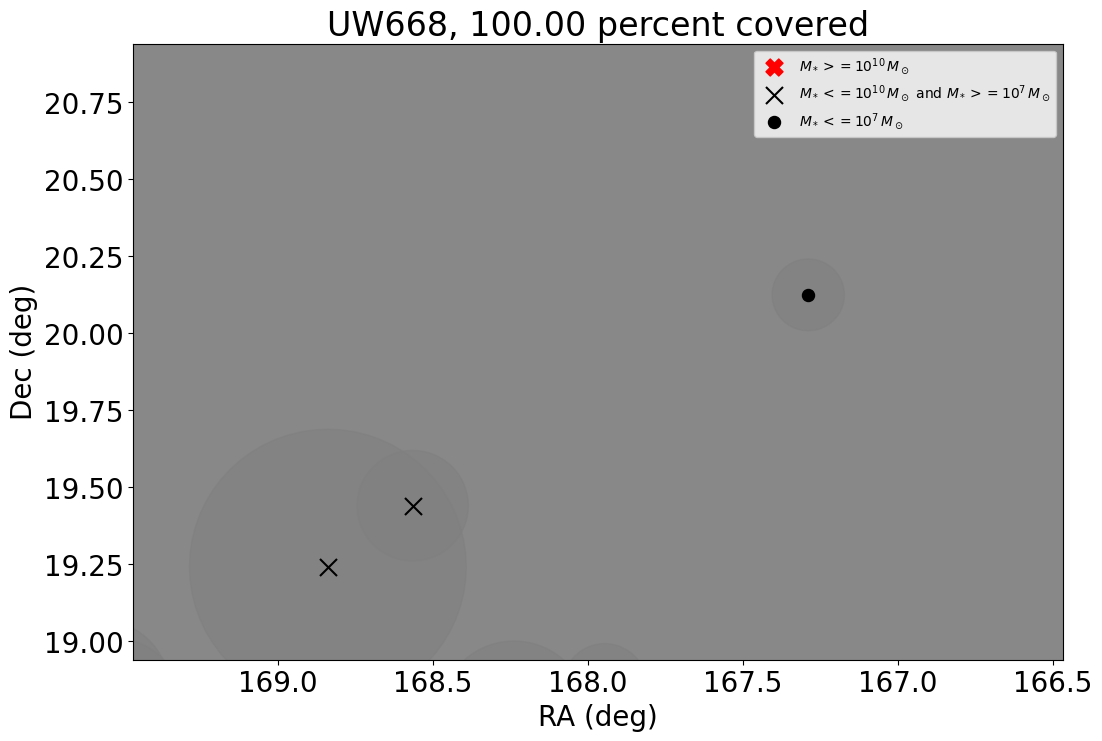 UW668, 100.00 percent covered
M* >= 10^10 M⊙
M* <= 10^10 M⊙ and M* >= 10^7 M⊙
M* <= 10^7 M⊙
20.75
20.50
20.25
20.00
19.75
19.50
19.25
19.00
Dec (deg)
169.0 168.5 168.0 167.5 167.0 166.5
RA (deg)